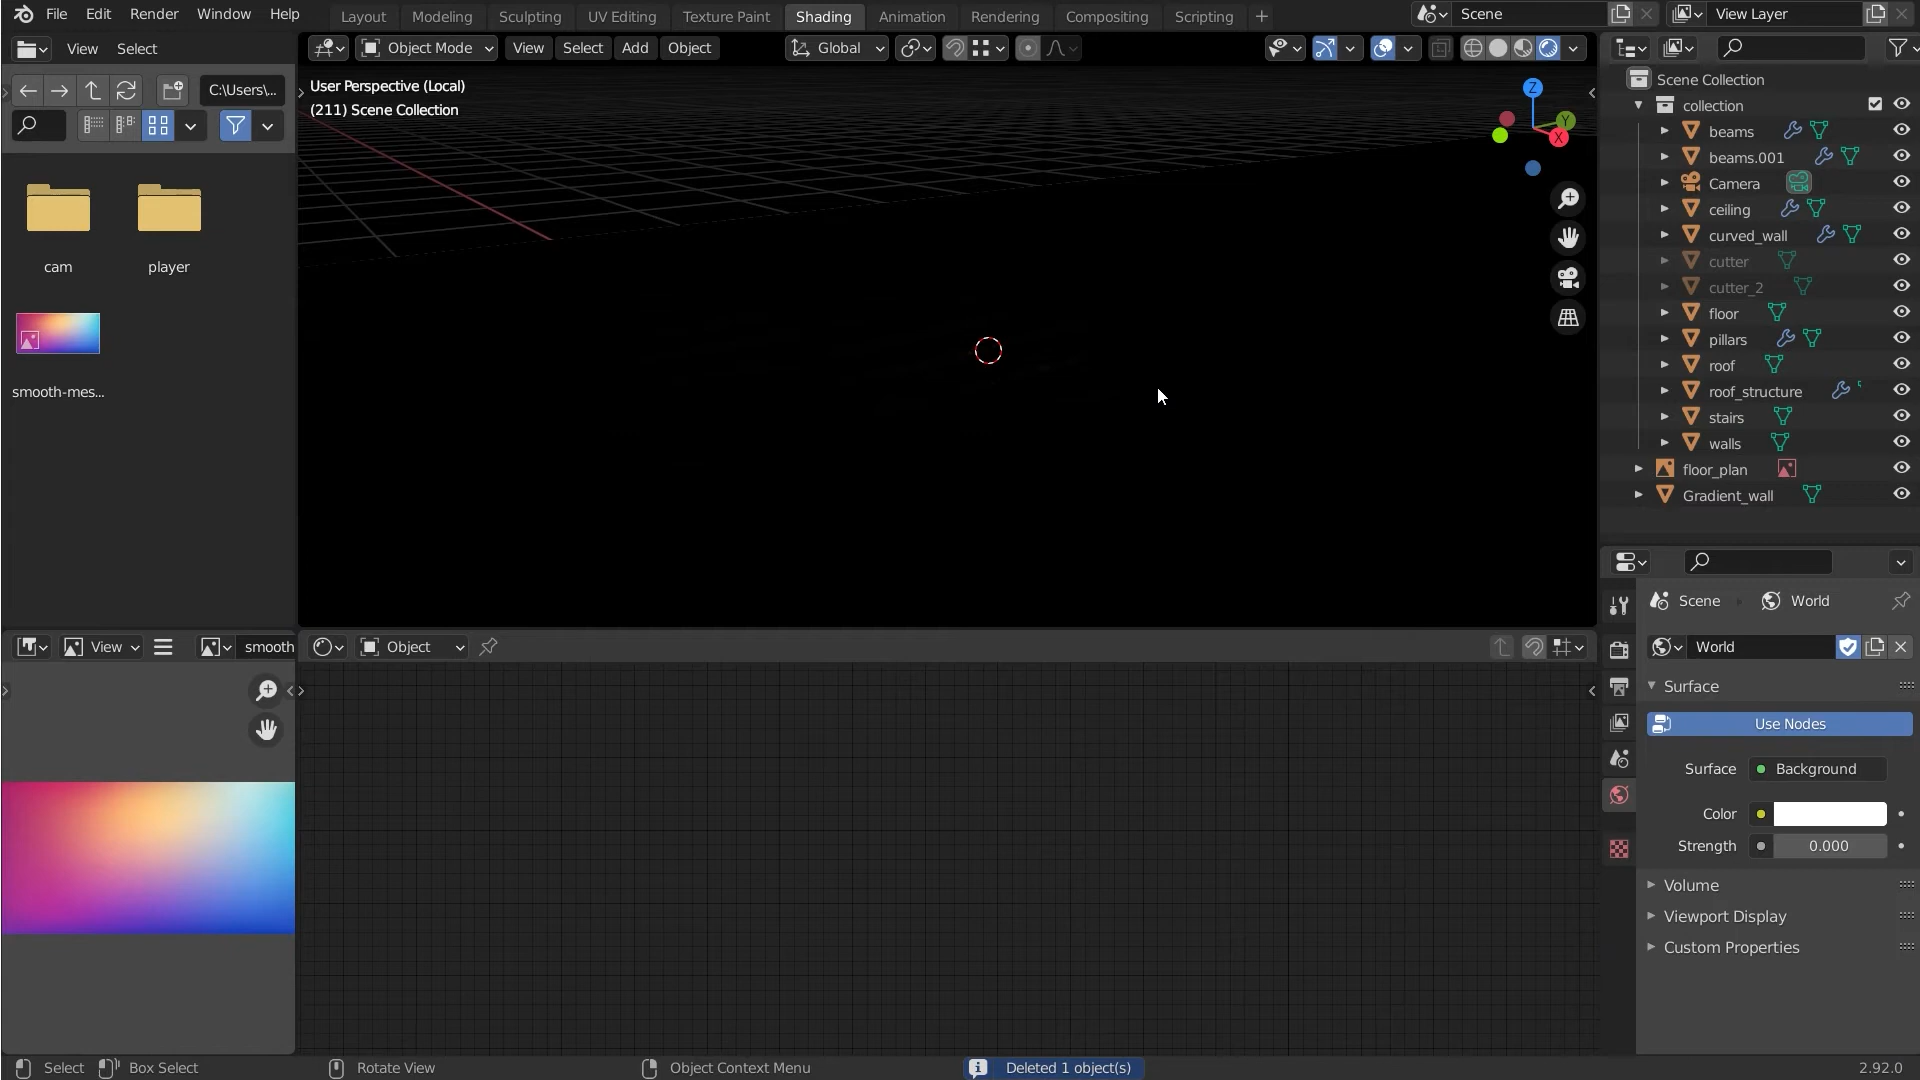 File Edit Render Window Help
Layout Modeling Sculpting UV Editing Texture Paint Shading Animation Rendering Compositing Scripting
Scene
View Layer
View Select
Object Mode View Select Add Object
Global
C:\Users\...
User Perspective (Local)
(211) Scene Collection
Z
Y
X
cam
player
smooth-mes...
Scene Collection
collection
beams
beams.001
Camera
ceiling
curved_wall
cutter
cutter_2
floor
pillars
roof
roof_structure
stairs
walls
floor_plan
Gradient_wall
Scene
World
World
Surface
Use Nodes
Surface Background
Color
Strength 0.000
Volume
Viewport Display
Custom Properties
View
smooth
Object
Select Box Select Rotate View Object Context Menu Deleted 1 object(s) 2.92.0